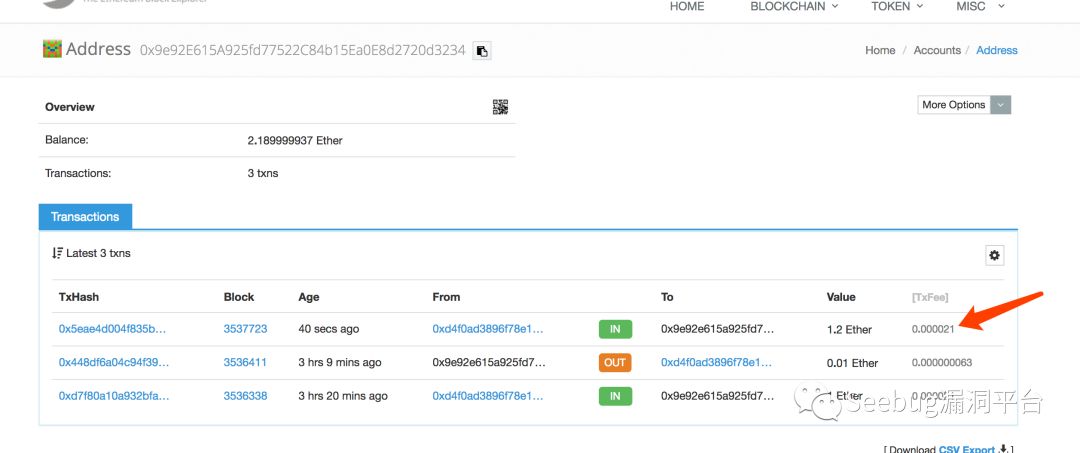 The Ethereum Block Explorer
HOME BLOCKCHAIN TOKEN MISC
Address 0x9e92E615A925fd77522C84b15Ea0E8d2720d3234
Home / Accounts / Address
Overview
More Options
Balance: 2.189999937 Ether
Transactions: 3 txns
Transactions
Latest 3 txns
TxHash Block Age From To Value [TxFee]
0x5eae4d004f835b... 3537723 40 secs ago 0xd4f0ad3896f78e1... IN 0x9e92e615a925fd7... 1.2 Ether 0.000021
0x448df6a04c94f39... 3536411 3 hrs 9 mins ago 0x9e92e615a925fd7... OUT 0xd4f0ad3896f78e1... 0.01 Ether 0.000000063
0xd7f80a10a932bfa... 3536338 3 hrs 20 mins ago 0xd4f0ad3896f78e1... IN 0x9e92e615a925fd7... 1 Ether
Seebug漏洞平台
[ Download CSV Export ]